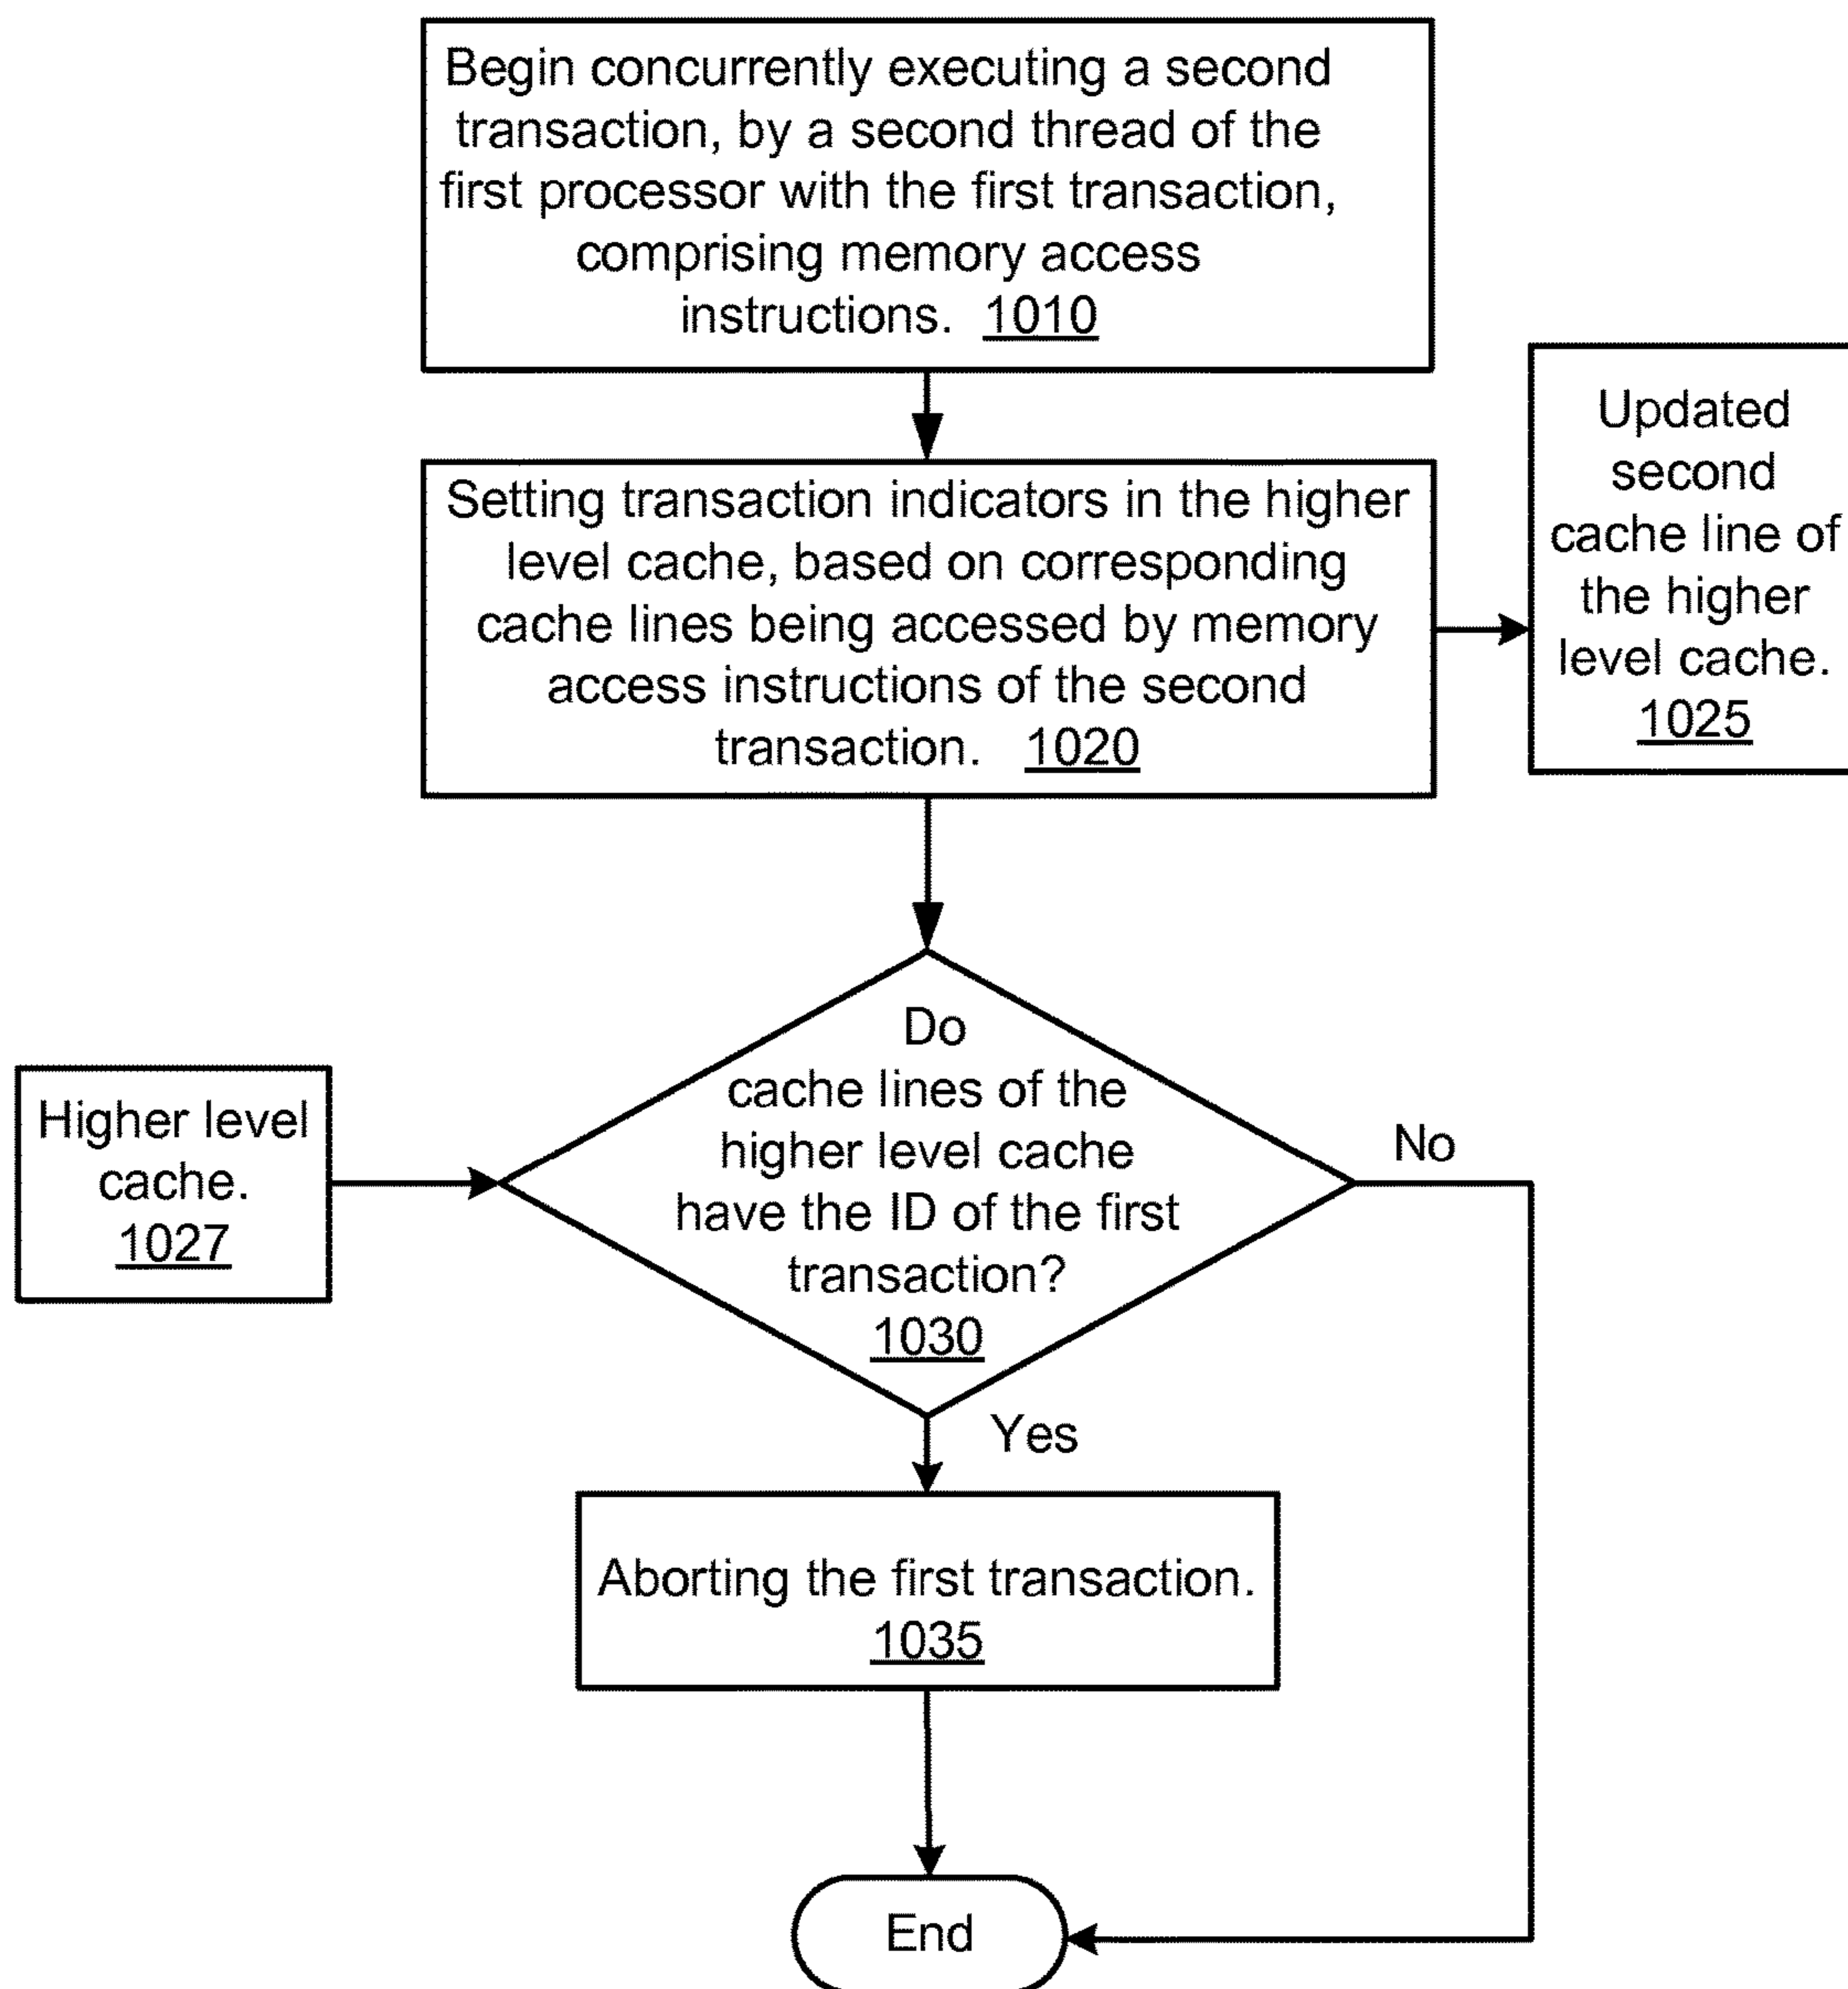 Begin concurrently executing a second
transaction, by a second thread of the
first processor with the first transaction,
comprising memory access
instructions. 1010
Updated
second
cache line of
the higher
level cache.
1025
Setting transaction indicators in the higher
level cache, based on corresponding
cache lines being accessed by memory
access instructions of the second
transaction. 1020
Do
cache lines of the
higher level cache
have the ID of the first
transaction?
1030
Higher level
cache.
1027
No
Yes
Aborting the first transaction.
1035
End